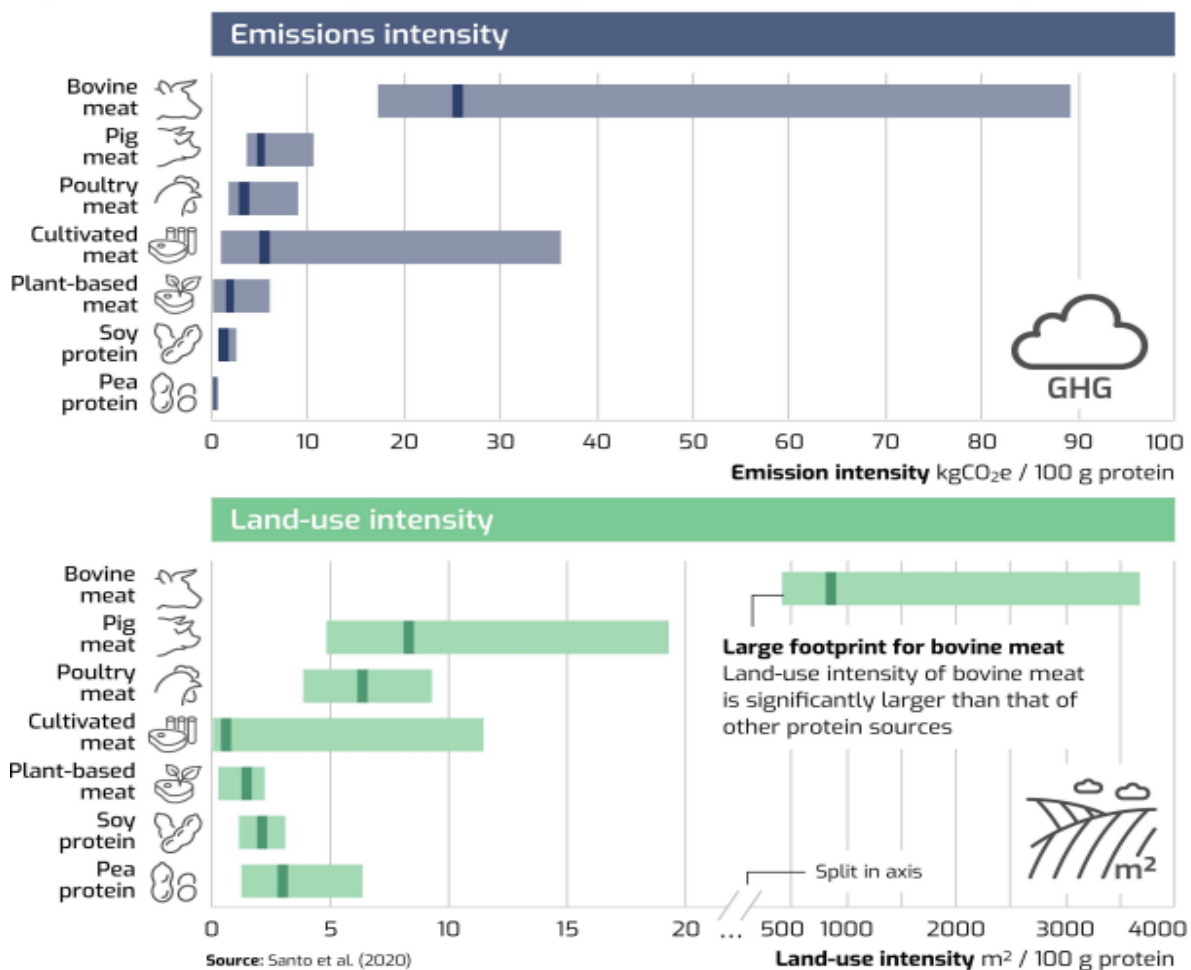 Emissions intensity
Bovine
meat
Pig
meat
Poultry
meat
Cultivated
meat
Plant-based
meat
Soy
protein
Pea
protein
GHG
0 10 20 30 40 50 60 70 80 90 100
Emission intensity kgCO₂e / 100 g protein
Land-use intensity
Bovine
meat
Pig
meat
Poultry
meat
Cultivated
meat
Plant-based
meat
Soy
protein
Pea
protein
Large footprint for bovine meat
Land-use intensity of bovine meat
is significantly larger than that of
other protein sources
m²
Split in axis
0 5 10 15 20 ... 500 1000 2000 3000 4000
Source: Santo et al. (2020)
Land-use intensity m² / 100 g protein